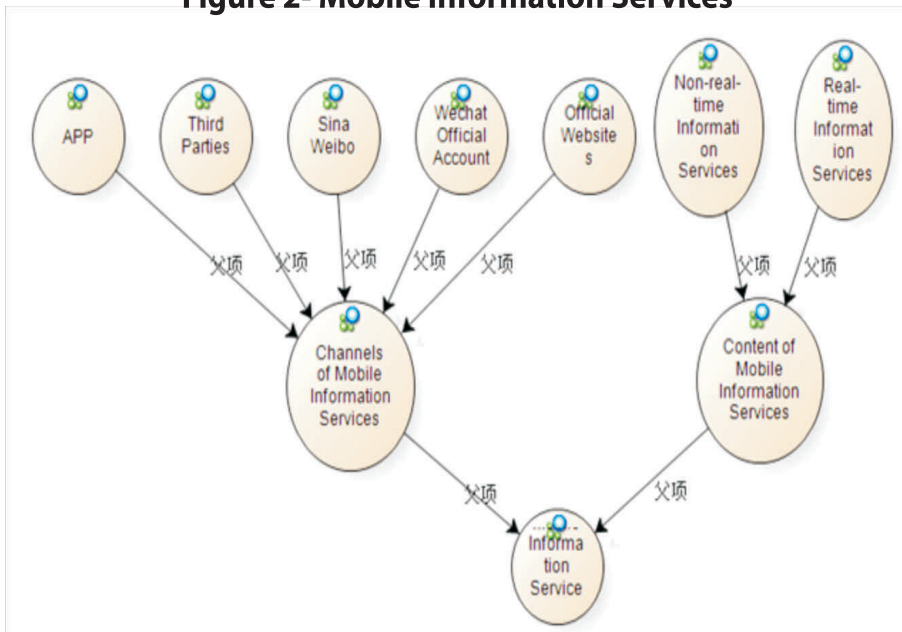 Figure 2- Mobile Information Services
APP
Third
Parties
Sina
Weibo
Wechat
Official
Account
Official
Website
s
Non-real-
time
Informati
on
Services
Real-
time
Informat
ion
Services
父项
父项
父项
父项
父项
父项
父项
Channels
of Mobile
Information
Services
Content of
Mobile
Information
Services
父项
父项
Informa
tion
Service